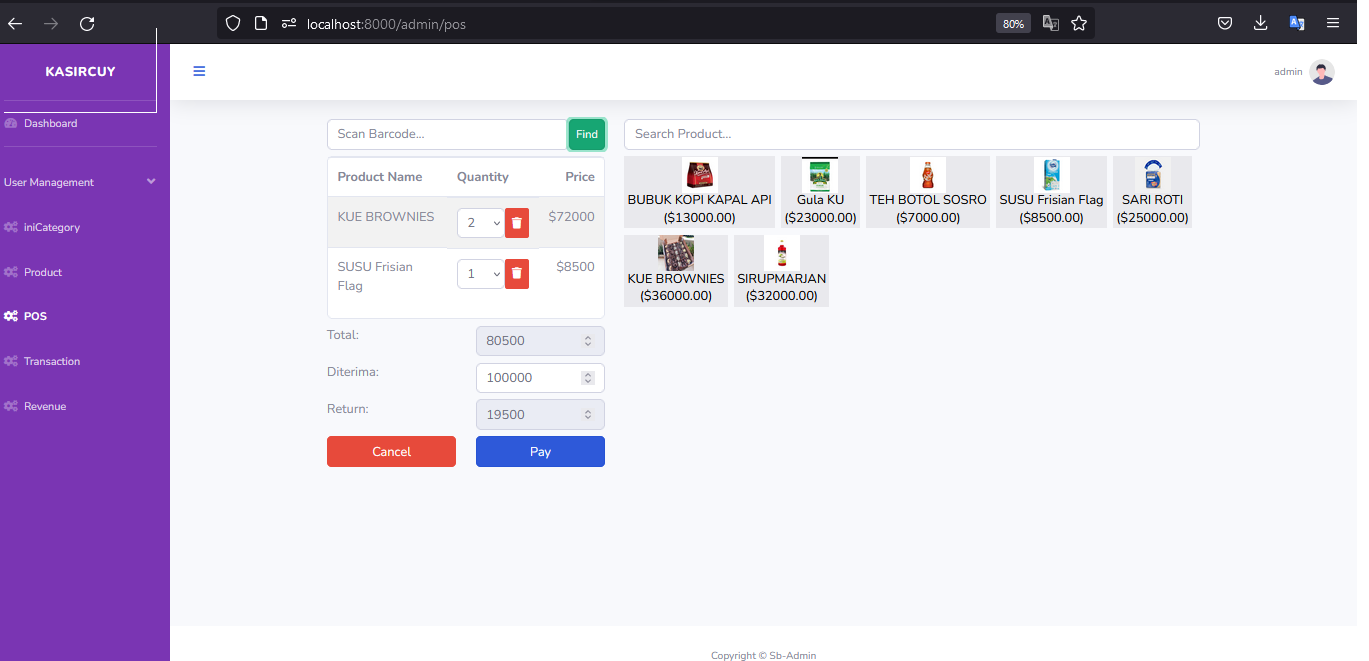 localhost:8000/admin/pos
80%
KASIRCUY
admin
Dashboard
User Management
iniCategory
Product
POS
Transaction
Revenue
Scan Barcode...
Find
Product Name Quantity Price
KUE BROWNIES 2 $72000
SUSU Frisian
Flag
1 $8500
Total: 80500
Diterima: 100000
Return: 19500
Cancel Pay
Search Product...
BUBUK KOPI KAPAL API
($13000.00)
Gula KU
($23000.00)
TEH BOTOL SOSRO
($7000.00)
SUSU Frisian Flag
($8500.00)
SARI ROTI
($25000.00)
KUE BROWNIES
($36000.00)
SIRUPMARJAN
($32000.00)
Copyright © Sb-Admin